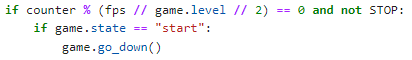 if counter % (fps // game.level // 2) == 0 and not STOP:
    if game.state == "start":
        game.go_down()